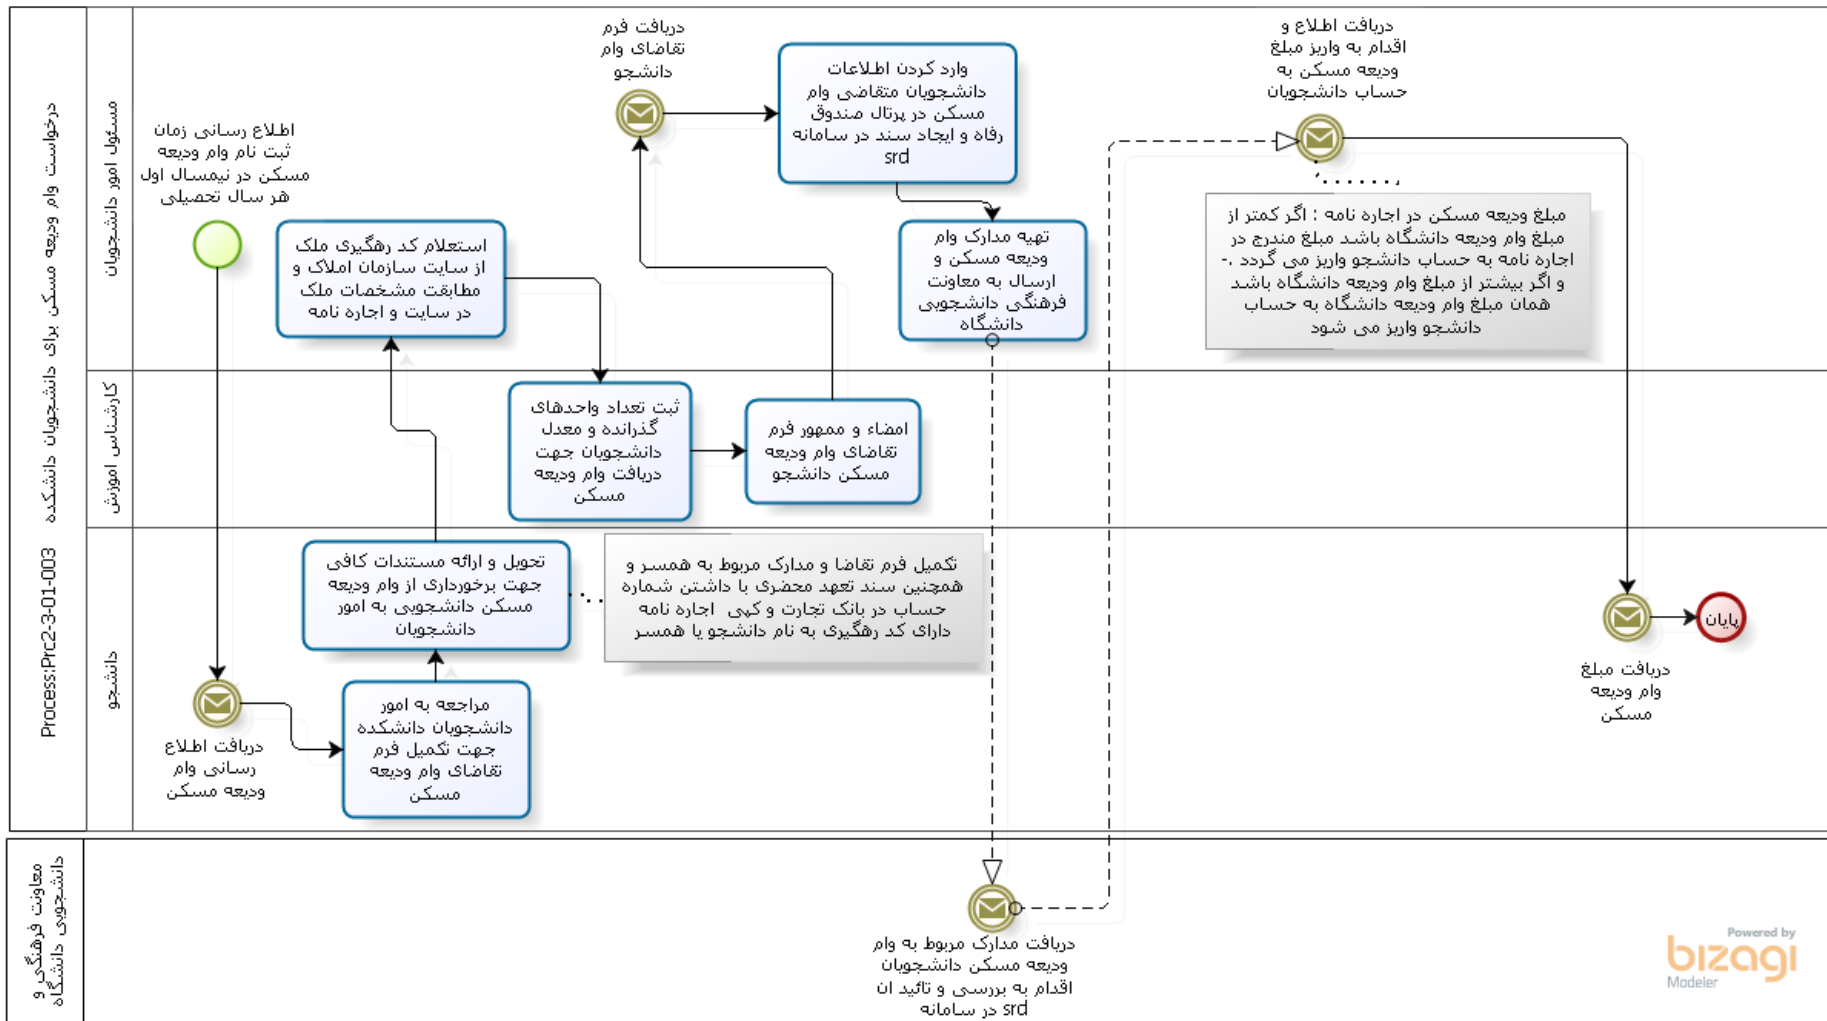 درخواست وام ودیعه مسکن برای دانشجویان دانشکده
Process:Prc2-3-01-003
مسئول امور دانشجویان
اطلاع رسانی زمان
ثبت نام وام ودیعه
مسکن در نیمسال اول
هر سال تحصیلی
استعلام کد رهگیری ملک
از سایت سازمان املاک و
مطابقت مشخصات ملک
در سایت و اجاره نامه
دریافت فرم
تقاضای وام
دانشجو
وارد کردن اطلاعات
دانشجویان متقاضی وام
مسکن در پرتال صندوق
رفاه و ایجاد سند در سامانه
srd
تهیه مدارک وام
ودیعه مسکن و
ارسال به معاونت
فرهنگی دانشجویی
دانشگاه
دریافت اطلاع و
اقدام به واریز مبلغ
ودیعه مسکن به
حساب دانشجویان
مبلغ ودیعه مسکن در اجاره نامه : اگر کمتر از
مبلغ وام ودیعه دانشگاه باشد مبلغ مندرج در
اجاره نامه به حساب دانشجو واریز می گردد .-
و اگر بیشتر از مبلغ وام ودیعه دانشگاه باشد
همان مبلغ وام ودیعه دانشگاه به حساب
دانشجو واریز می شود
کارشناس اموزش
ثبت تعداد واحدهای
گذرانده و معدل
دانشجویان جهت
دریافت وام ودیعه
مسکن
امضاء و ممهور فرم
تقاضای وام ودیعه
مسکن دانشجو
دانشجو
تحویل و ارائه مستندات کافی
جهت برخورداری از وام ودیعه
مسکن دانشجویی به امور
دانشجویان
تکمیل فرم تقاضا و مدارک مربوط به همسر و
همچنین سند تعهد محضری با داشتن شماره
حساب در بانک تجارت و کپی اجاره نامه
دارای کد رهگیری به نام دانشجو یا همسر
دریافت اطلاع
رسانی وام
ودیعه مسکن
مراجعه به امور
دانشجویان دانشکده
جهت تکمیل فرم
تقاضای وام ودیعه
مسکن
دریافت مبلغ
وام ودیعه
مسکن
پایان
معاونت فرهنگی و
دانشجویی دانشگاه
دریافت مدارک مربوط به وام
ودیعه مسکن دانشجویان
اقدام به بررسی و تائید ان
در سامانه srd
Powered by
bizagi
Modeler